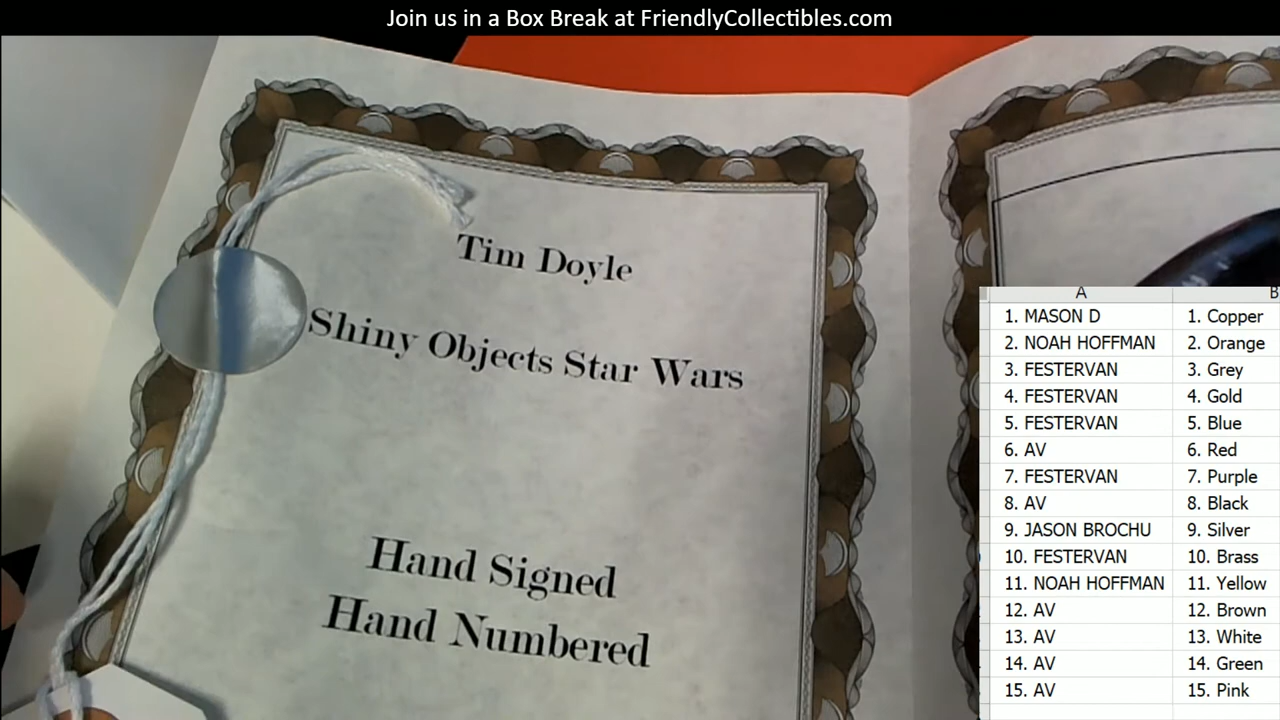 Join us in a Box Break at FriendlyCollectibles.com
Tim Doyle
Shiny Objects Star Wars
Hand Signed
Hand Numbered
A B
1. MASON D 1. Copper
2. NOAH HOFFMAN 2. Orange
3. FESTERVAN 3. Grey
4. FESTERVAN 4. Gold
5. FESTERVAN 5. Blue
6. AV 6. Red
7. FESTERVAN 7. Purple
8. AV 8. Black
9. JASON BROCHU 9. Silver
10. FESTERVAN 10. Brass
11. NOAH HOFFMAN 11. Yellow
12. AV 12. Brown
13. AV 13. White
14. AV 14. Green
15. AV 15. Pink